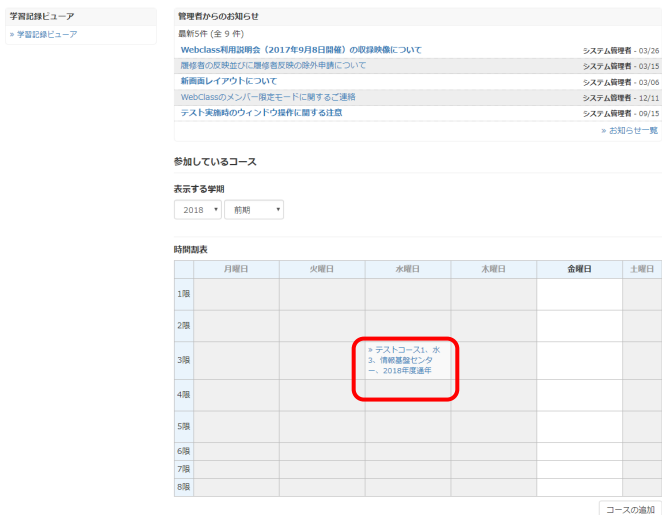 学習記録ビューア
» 学習記録ビューア
管理者からのお知らせ
最新5件 (全 9 件)
Webclass利用説明会（2017年9月8日開催）の収録映像について システム管理者 - 03/26
履修者の反映並びに履修者反映の除外申請について システム管理者 - 03/15
新画面レイアウトについて システム管理者 - 03/06
WebClassのメンバー限定モードに関するご連絡 システム管理者 - 12/11
テスト実施時のウィンドウ操作に関する注意 システム管理者 - 09/15
» お知らせ一覧
参加しているコース
表示する学期
2018 前期
時間割表
月曜日 火曜日 水曜日 木曜日 金曜日 土曜日
1限
2限
3限
» テストコース1、水
3、情報基盤センタ
ー、2018年度通年
4限
5限
6限
7限
8限
コースの追加